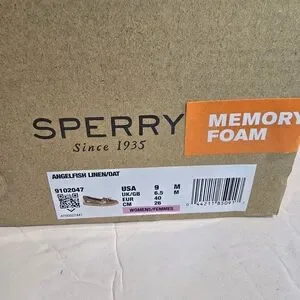 SPERRY
Since 1935
MEMORY
FOAM
ANGELFISH LINEN/OAT
9102047
USA 9 M
UK/GB 6.5 M
EUR 40
CM 26
WOMENS/FEMMES